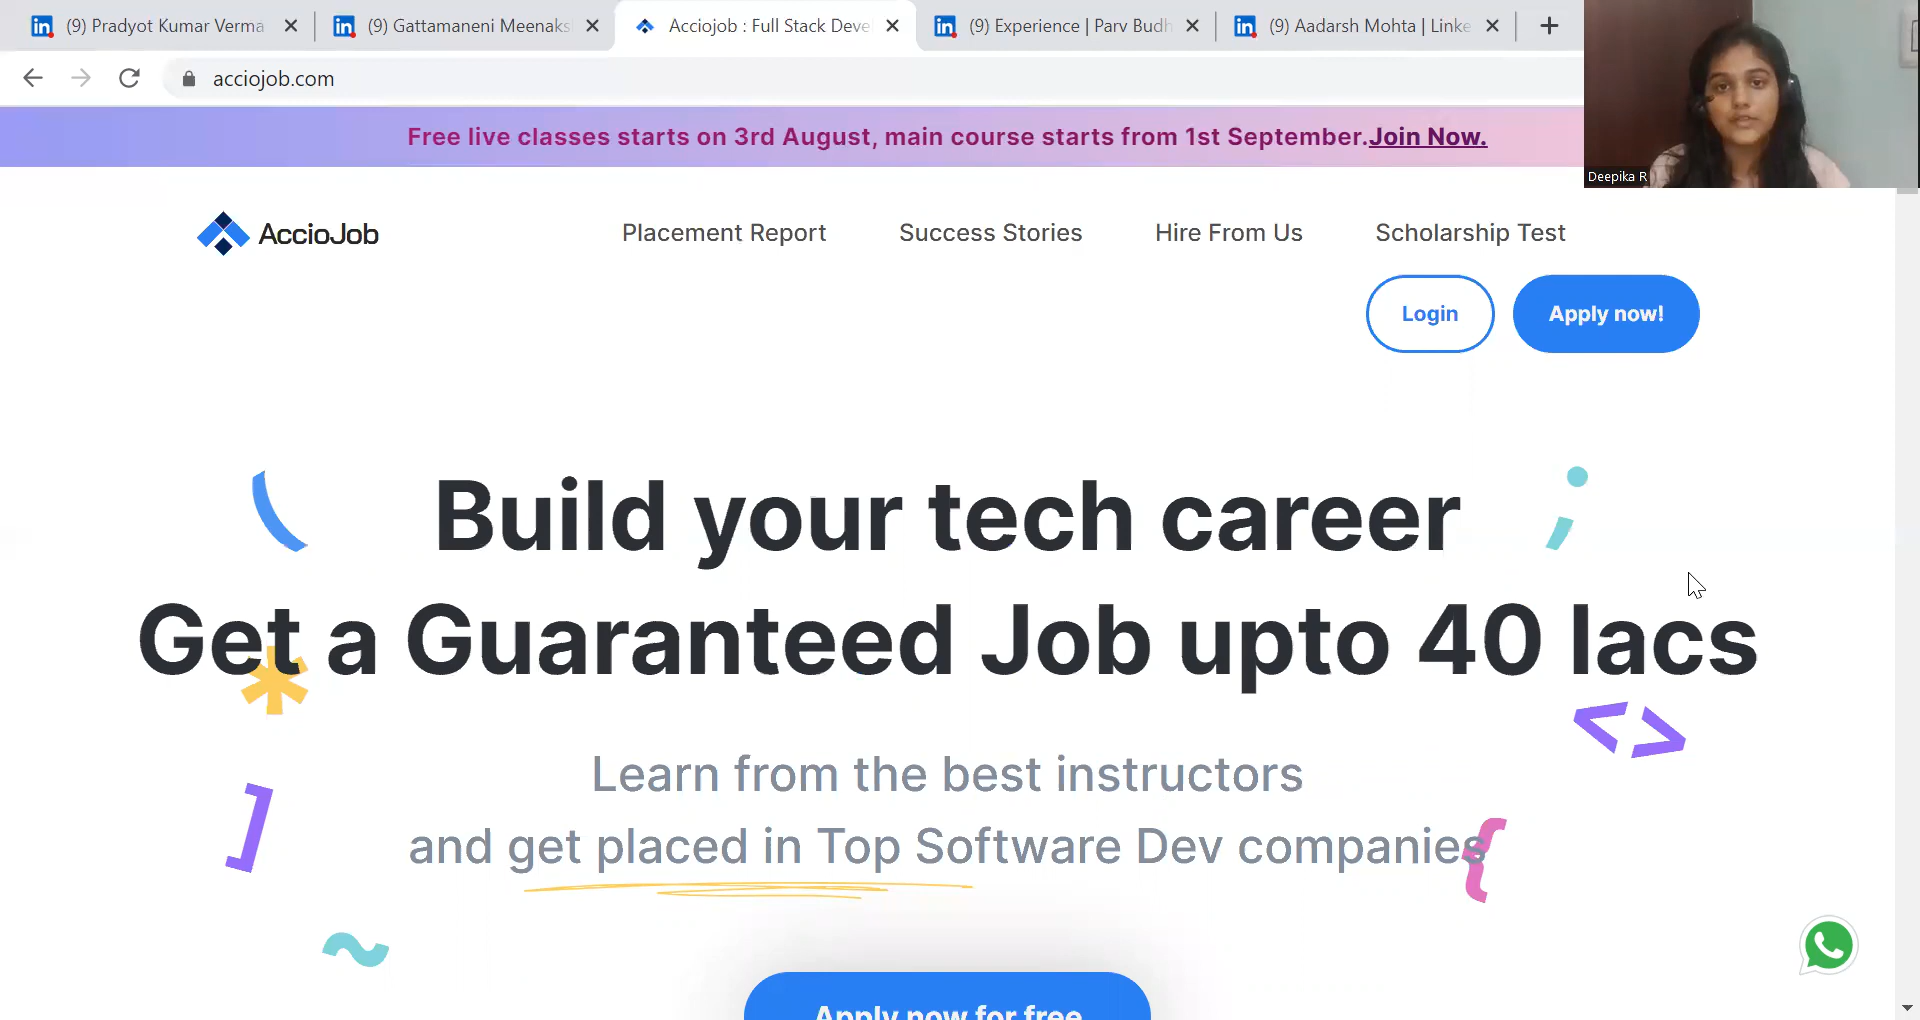 (9) Pradyot Kumar Verma
(9) Gattamaneni Meenaks
Acciojob : Full Stack Deve
(9) Experience | Parv Budh
(9) Aadarsh Mohta | Linke
acciojob.com
Free live classes starts on 3rd August, main course starts from 1st September.Join Now.
Deepika R
AccioJob
Placement Report
Success Stories
Hire From Us
Scholarship Test
Login
Apply now!
Build your tech career
Get a Guaranteed Job upto 40 lacs
Learn from the best instructors
and get placed in Top Software Dev companies
Apply now for free